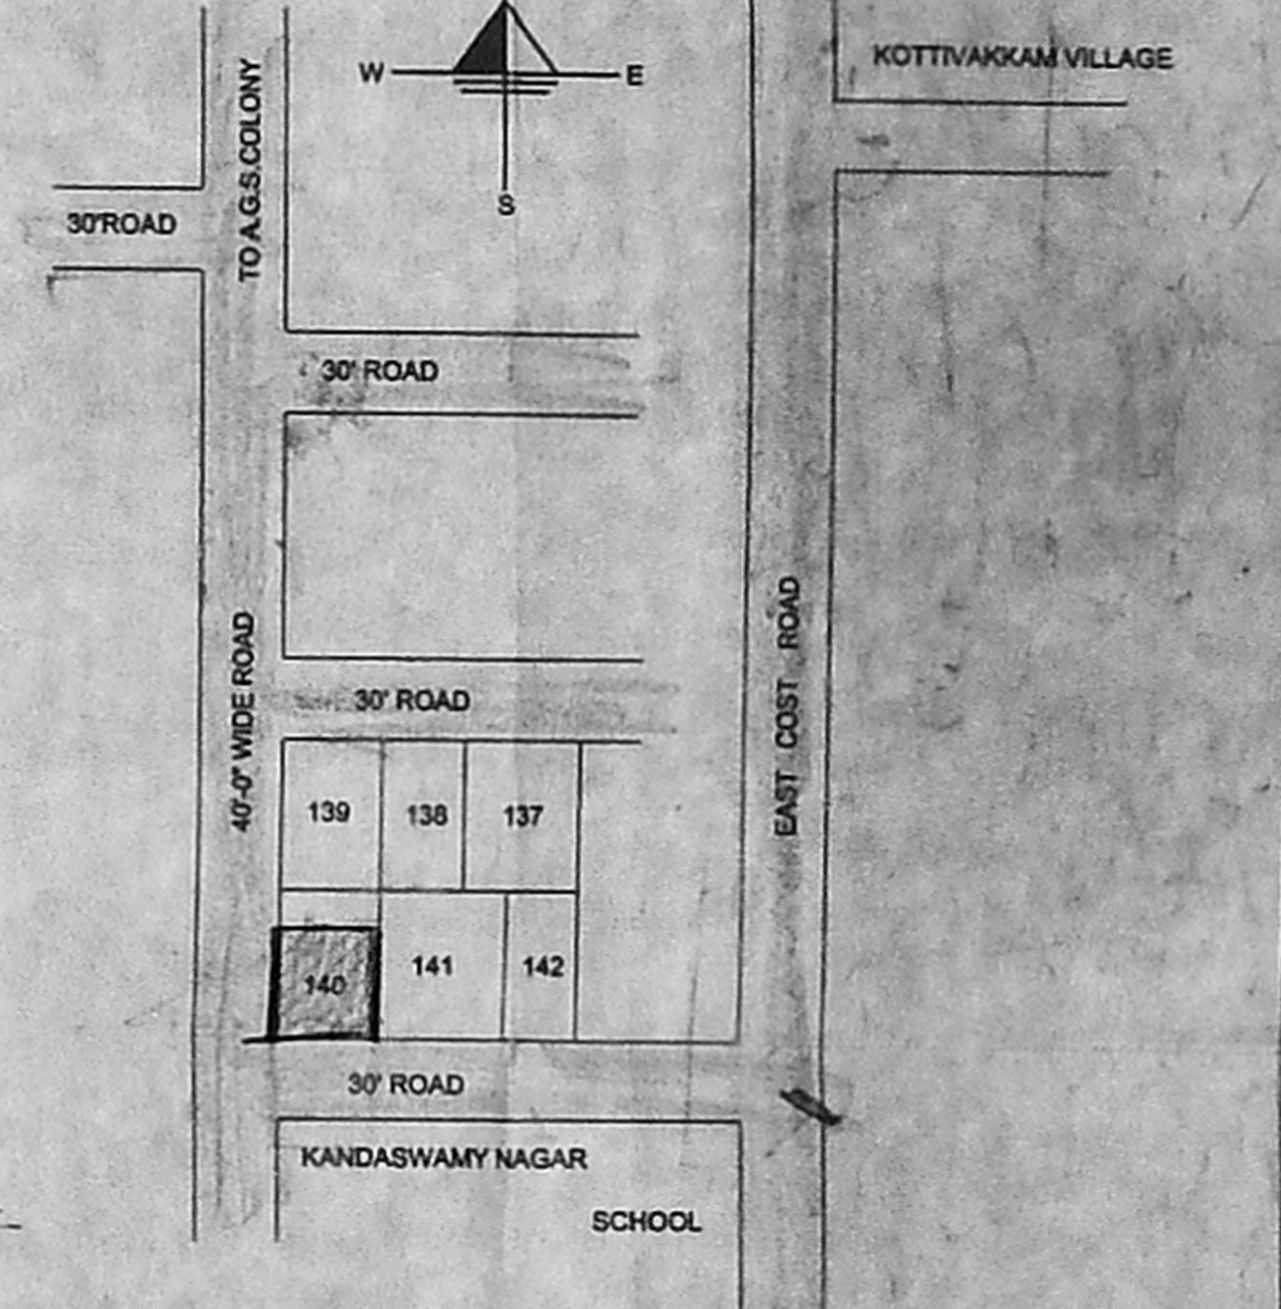 KOTTIVAKKAM VILLAGE
W
E
S
TO A.G.S.COLONY
30'ROAD
30' ROAD
40'-0" WIDE ROAD
30' ROAD
EAST COST ROAD
139
138
137
140
141
142
30' ROAD
KANDASWAMY NAGAR
SCHOOL